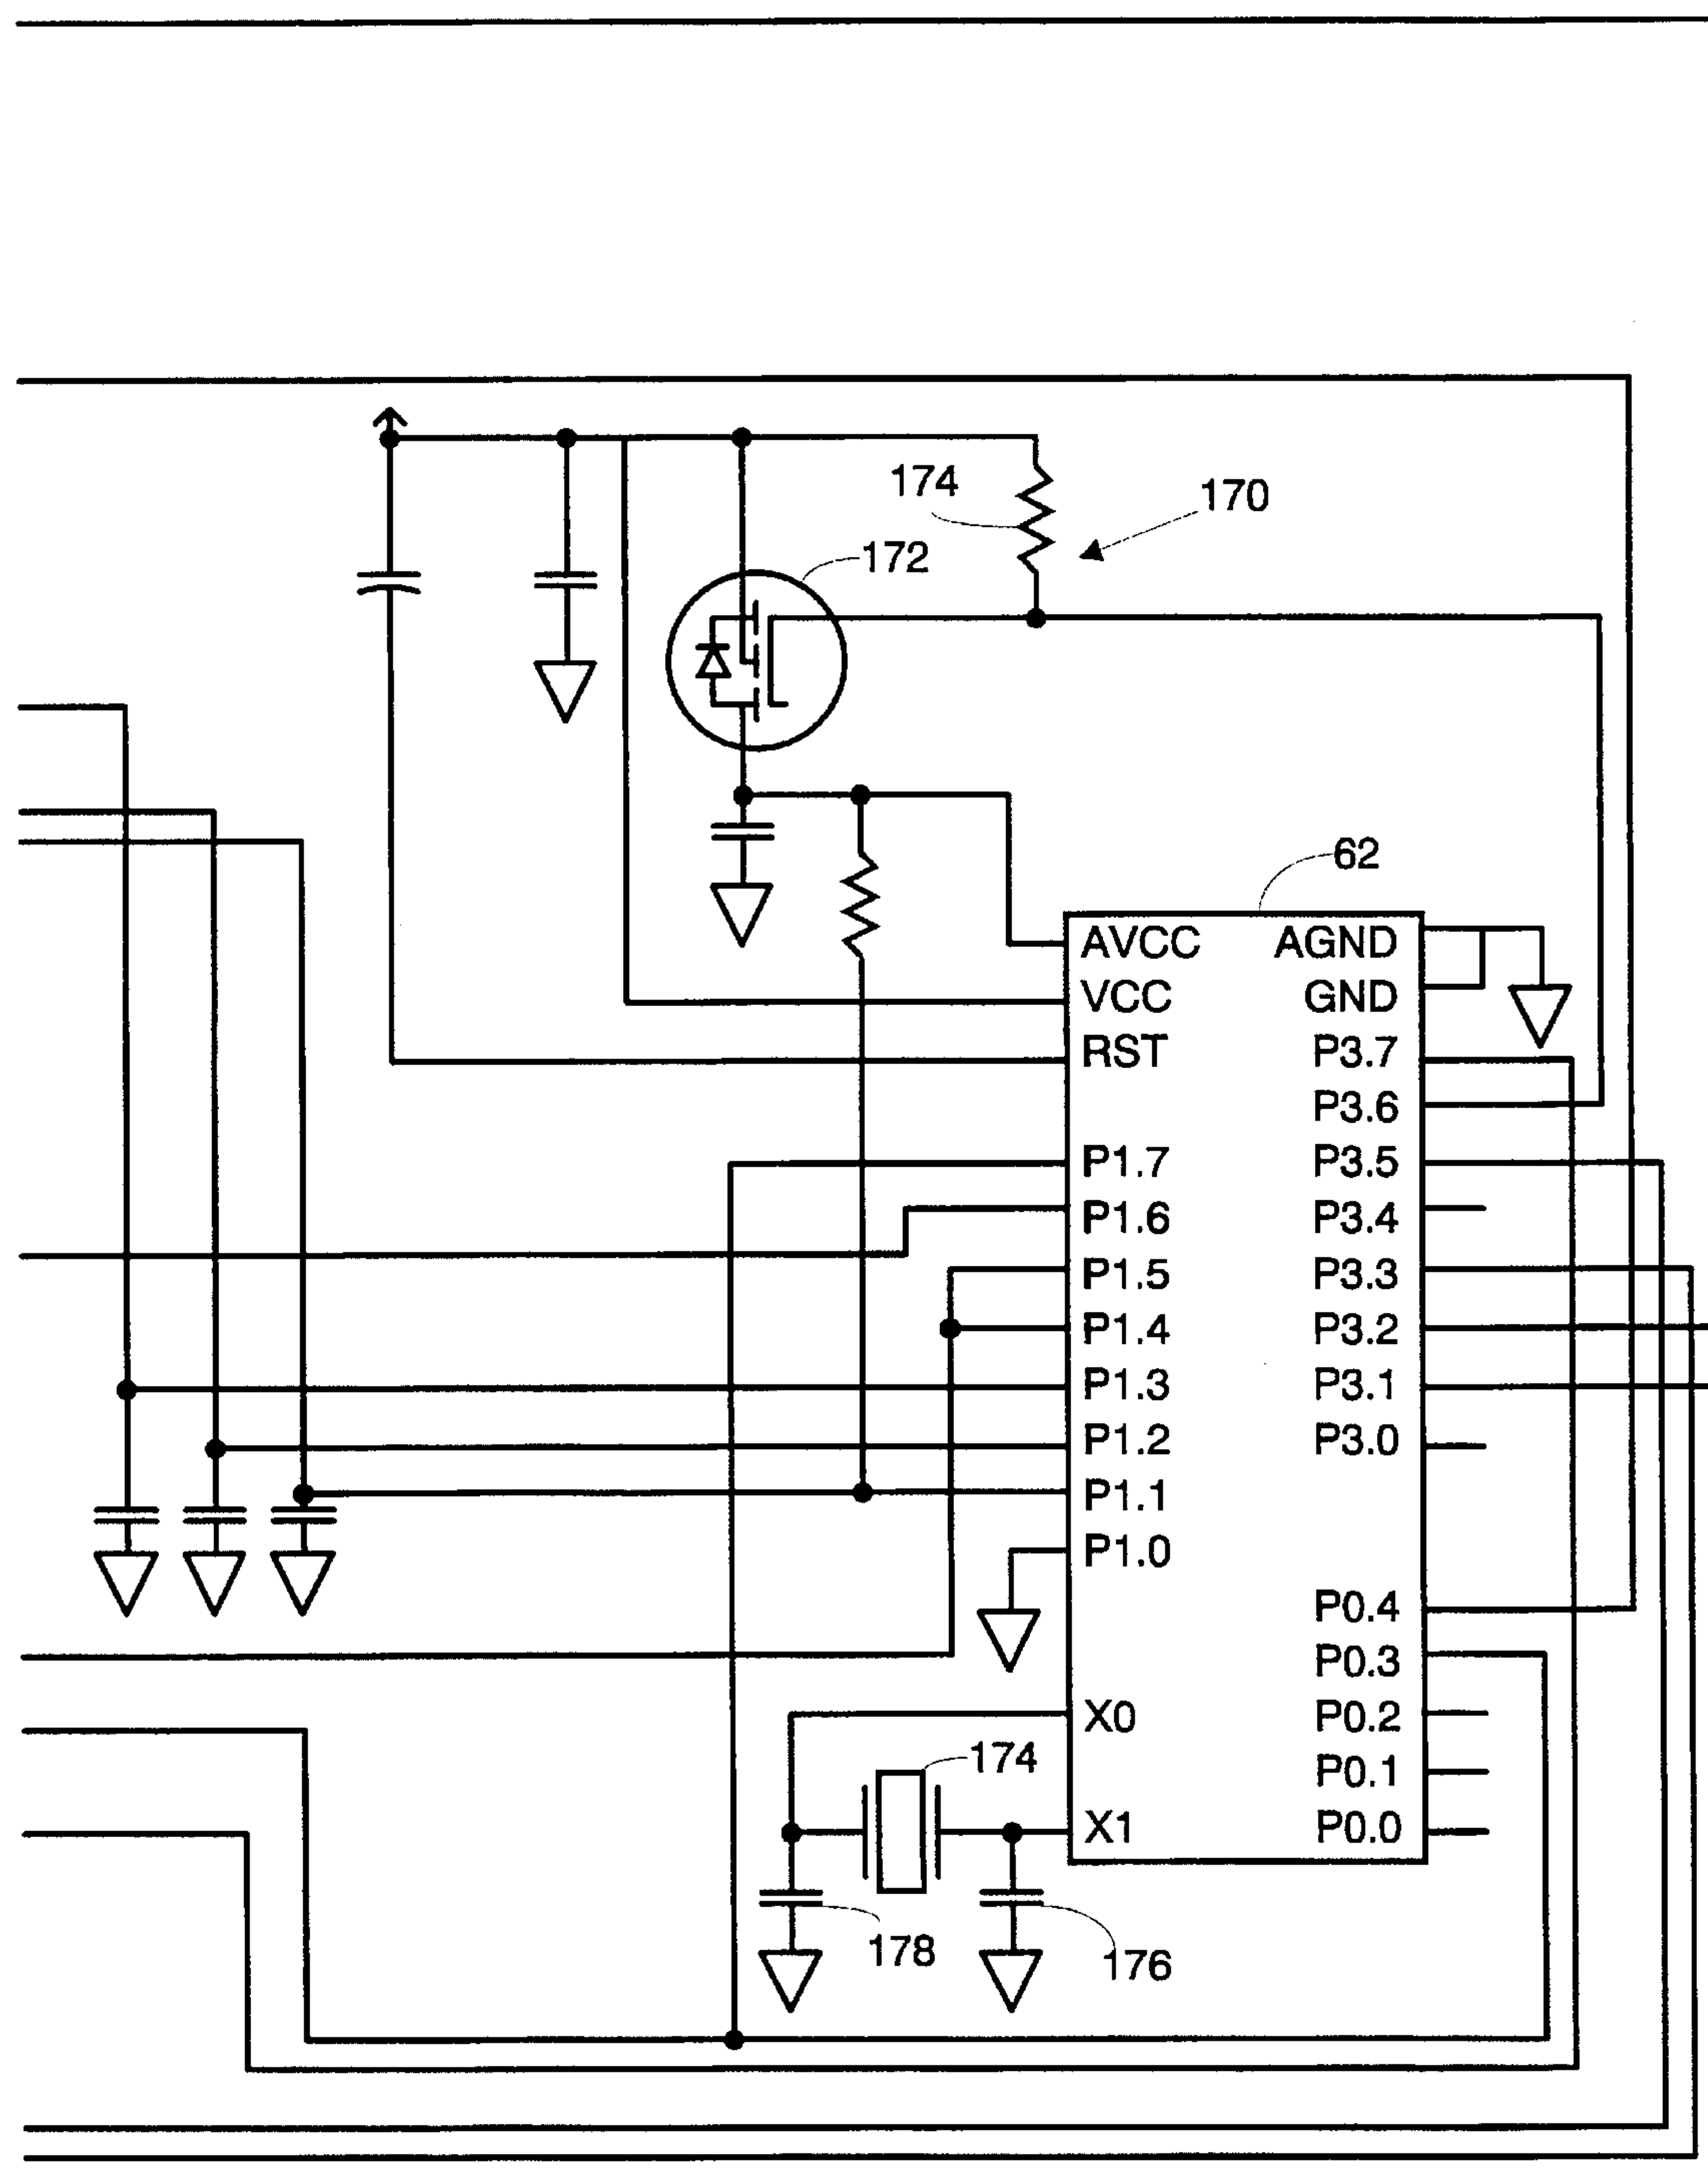 174
170
172
62
AVCC AGND
VCC GND
RST P3.7
P3.6
P1.7 P3.5
P1.6 P3.4
P1.5 P3.3
P1.4 P3.2
P1.3 P3.1
P1.2 P3.0
P1.1
P1.0
P0.4
P0.3
X0 P0.2
174 P0.1
X1 P0.0
178
176